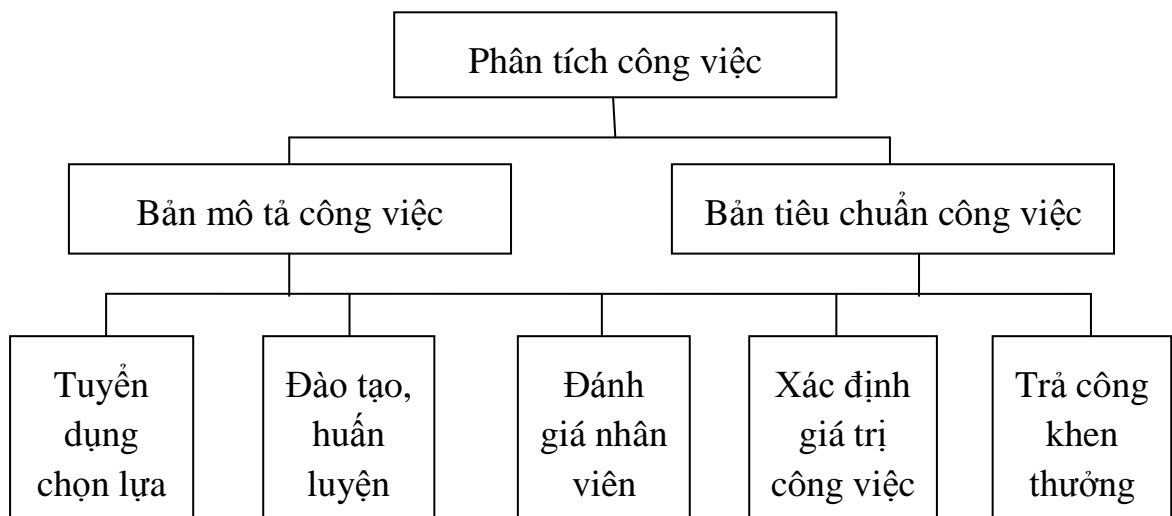 Phân tích công việc
Bản mô tả công việc
Bản tiêu chuẩn công việc
Tuyển
dụng
chọn lựa
Đào tạo,
huấn
luyện
Đánh
giá nhân
viên
Xác định
giá trị
công việc
Trả công
khen
thưởng